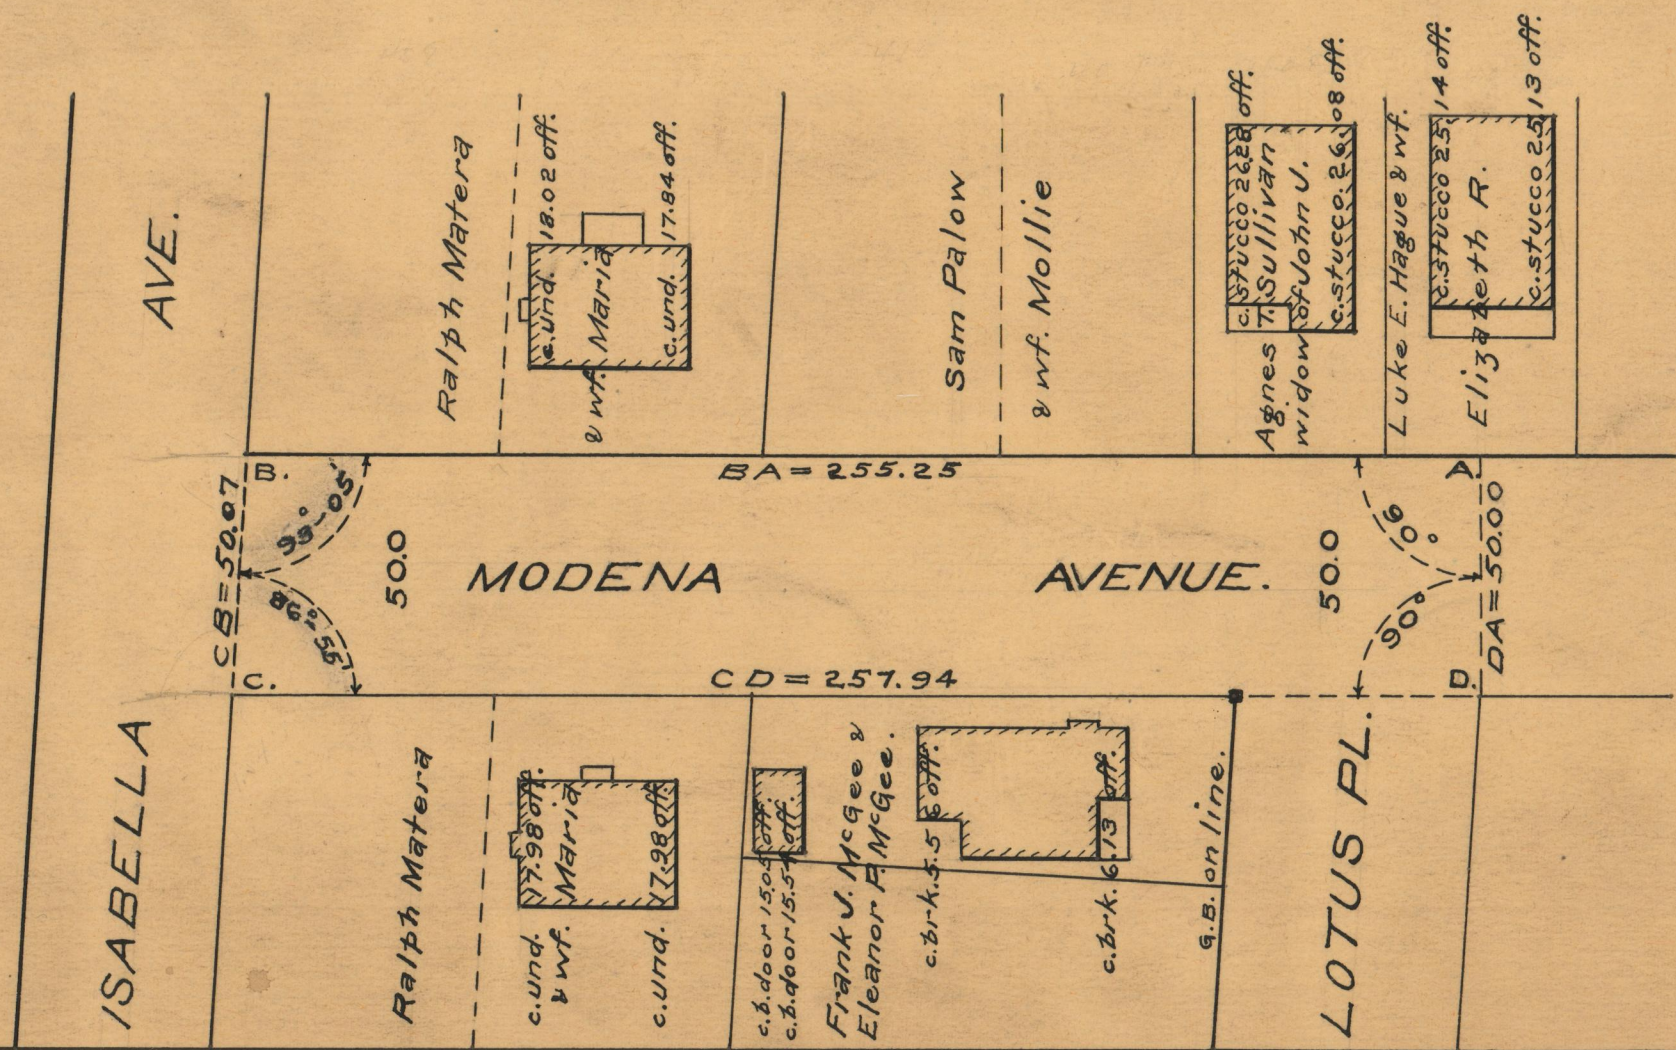 ISABELLA AVE.
Ralph Matera
& wf. Maria
c.und. 18.02 off.
c.und. 17.84 off.
Sam Palow
& wf. Mollie
c.stucco 26.28 off.
Agnes T. Sullivan
widow of John J.
c.stucco. 26.08 off.
Luke E. Hague & wf.
c.stucco 25.14 off.
Elizabeth R.
c.stucco 25.13 off.
B.
BA = 255.25
A
CB = 50.07
93°-05'
50.0
MODENA AVENUE.
50.0
90°
DA = 50.00
86°-55'
90°
C.
CD = 257.94
D.
Ralph Matera
c.und. 17.98 off.
& wf. Maria
c.und. 17.98 off.
c.b.door 15.05 off.
c.b.door 15.54 off.
Frank J. McGee &
Eleanor P. McGee.
c.brk. 5.56 off.
c.brk. 6.13 off.
G.B. on line.
LOTUS PL.